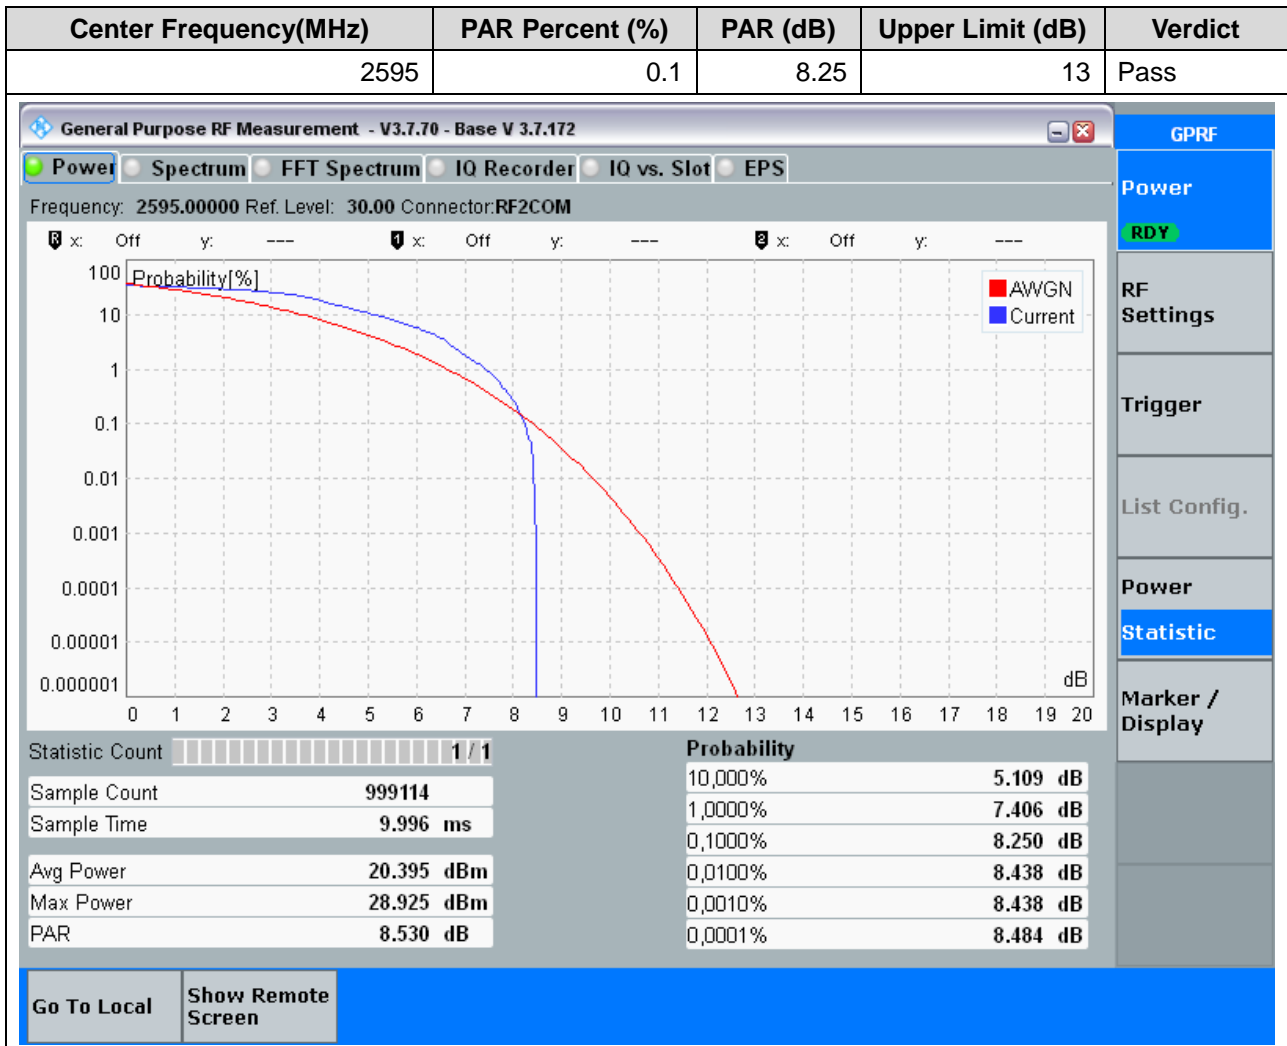 Center Frequency(MHz) PAR Percent (%) PAR (dB) Upper Limit (dB) Verdict
2595 0.1 8.25 13 Pass
General Purpose RF Measurement - V3.7.70 - Base V 3.7.172
GPRF
Power Spectrum FFT Spectrum IQ Recorder IQ vs. Slot EPS
Power
RDY
Frequency: 2595.00000 Ref. Level: 30.00 Connector:RF2COM
R x: Off y: --- 1 x: Off y: --- 2 x: Off y: ---
Probability[%]
100
10
1
0.1
0.01
0.001
0.0001
0.00001
0.000001
AWGN
Current
dB
0 1 2 3 4 5 6 7 8 9 10 11 12 13 14 15 16 17 18 19 20
RF
Settings
Trigger
List Config.
Power
Statistic
Marker /
Display
Statistic Count 1 / 1
Sample Count 999114
Sample Time 9.996 ms
Avg Power 20.395 dBm
Max Power 28.925 dBm
PAR 8.530 dB
Probability
10,000% 5.109 dB
1,0000% 7.406 dB
0,1000% 8.250 dB
0,0100% 8.438 dB
0,0010% 8.438 dB
0,0001% 8.484 dB
Go To Local
Show Remote
Screen